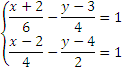 { (x + 2)/6 − (y − 3)/4 = 1
(x − 2)/4 − (y − 4)/2 = 1